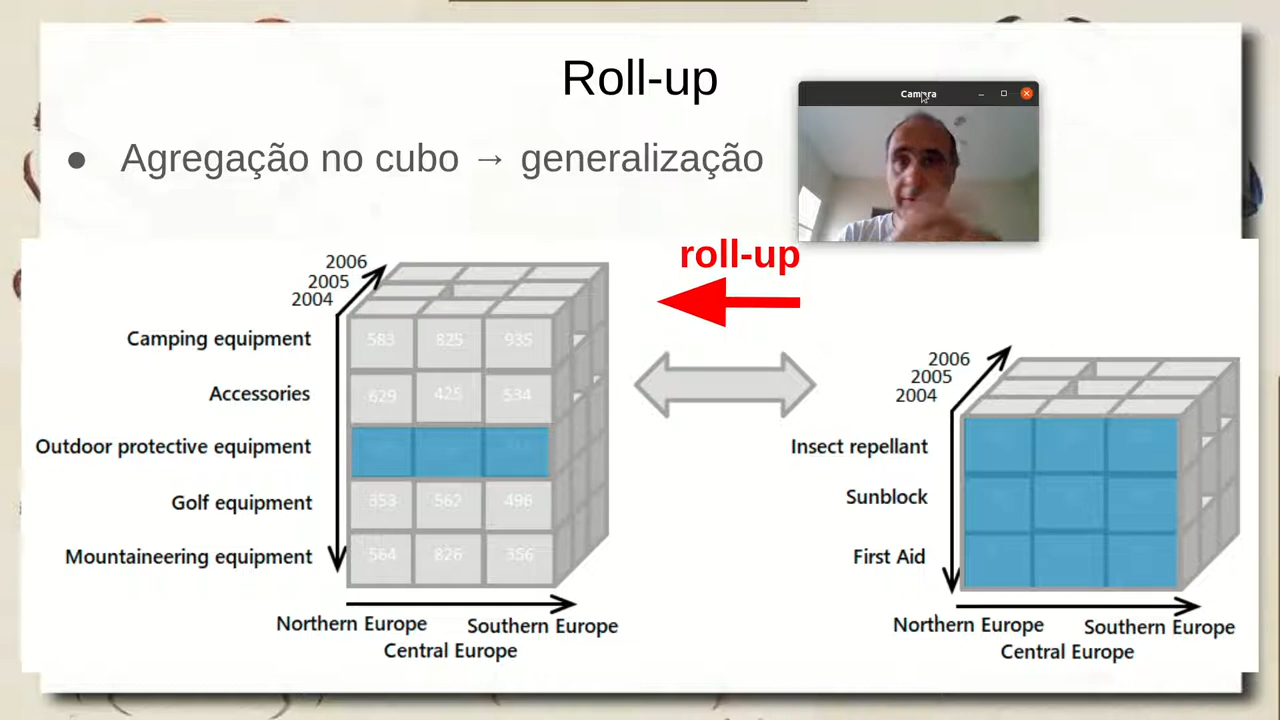 Roll-up
Camera
● Agregação no cubo → generalização
roll-up
2006
2005
2004
Camping equipment
583 825 935
Accessories
629 425 534
Outdoor protective equipment
Golf equipment
353 562 496
Mountaineering equipment
564 826 356
Northern Europe
Southern Europe
Central Europe
2006
2005
2004
Insect repellant
Sunblock
First Aid
Northern Europe
Southern Europe
Central Europe